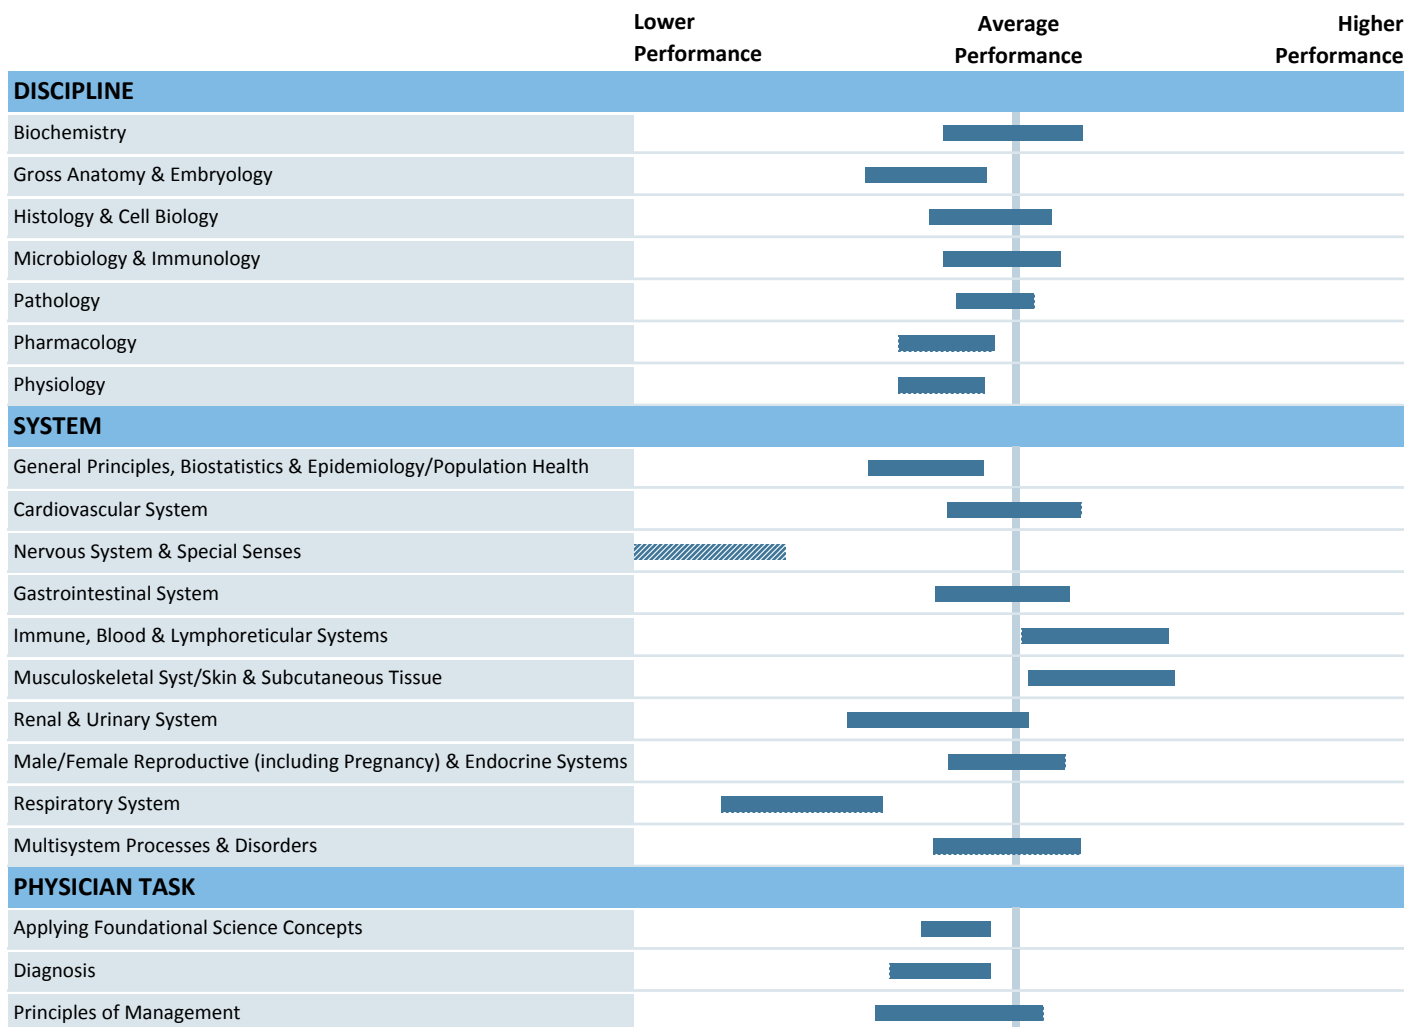 Lower Performance
Average Performance
Higher Performance
DISCIPLINE
Biochemistry
Gross Anatomy & Embryology
Histology & Cell Biology
Microbiology & Immunology
Pathology
Pharmacology
Physiology
SYSTEM
General Principles, Biostatistics & Epidemiology/Population Health
Cardiovascular System
Nervous System & Special Senses
Gastrointestinal System
Immune, Blood & Lymphoreticular Systems
Musculoskeletal Syst/Skin & Subcutaneous Tissue
Renal & Urinary System
Male/Female Reproductive (including Pregnancy) & Endocrine Systems
Respiratory System
Multisystem Processes & Disorders
PHYSICIAN TASK
Applying Foundational Science Concepts
Diagnosis
Principles of Management